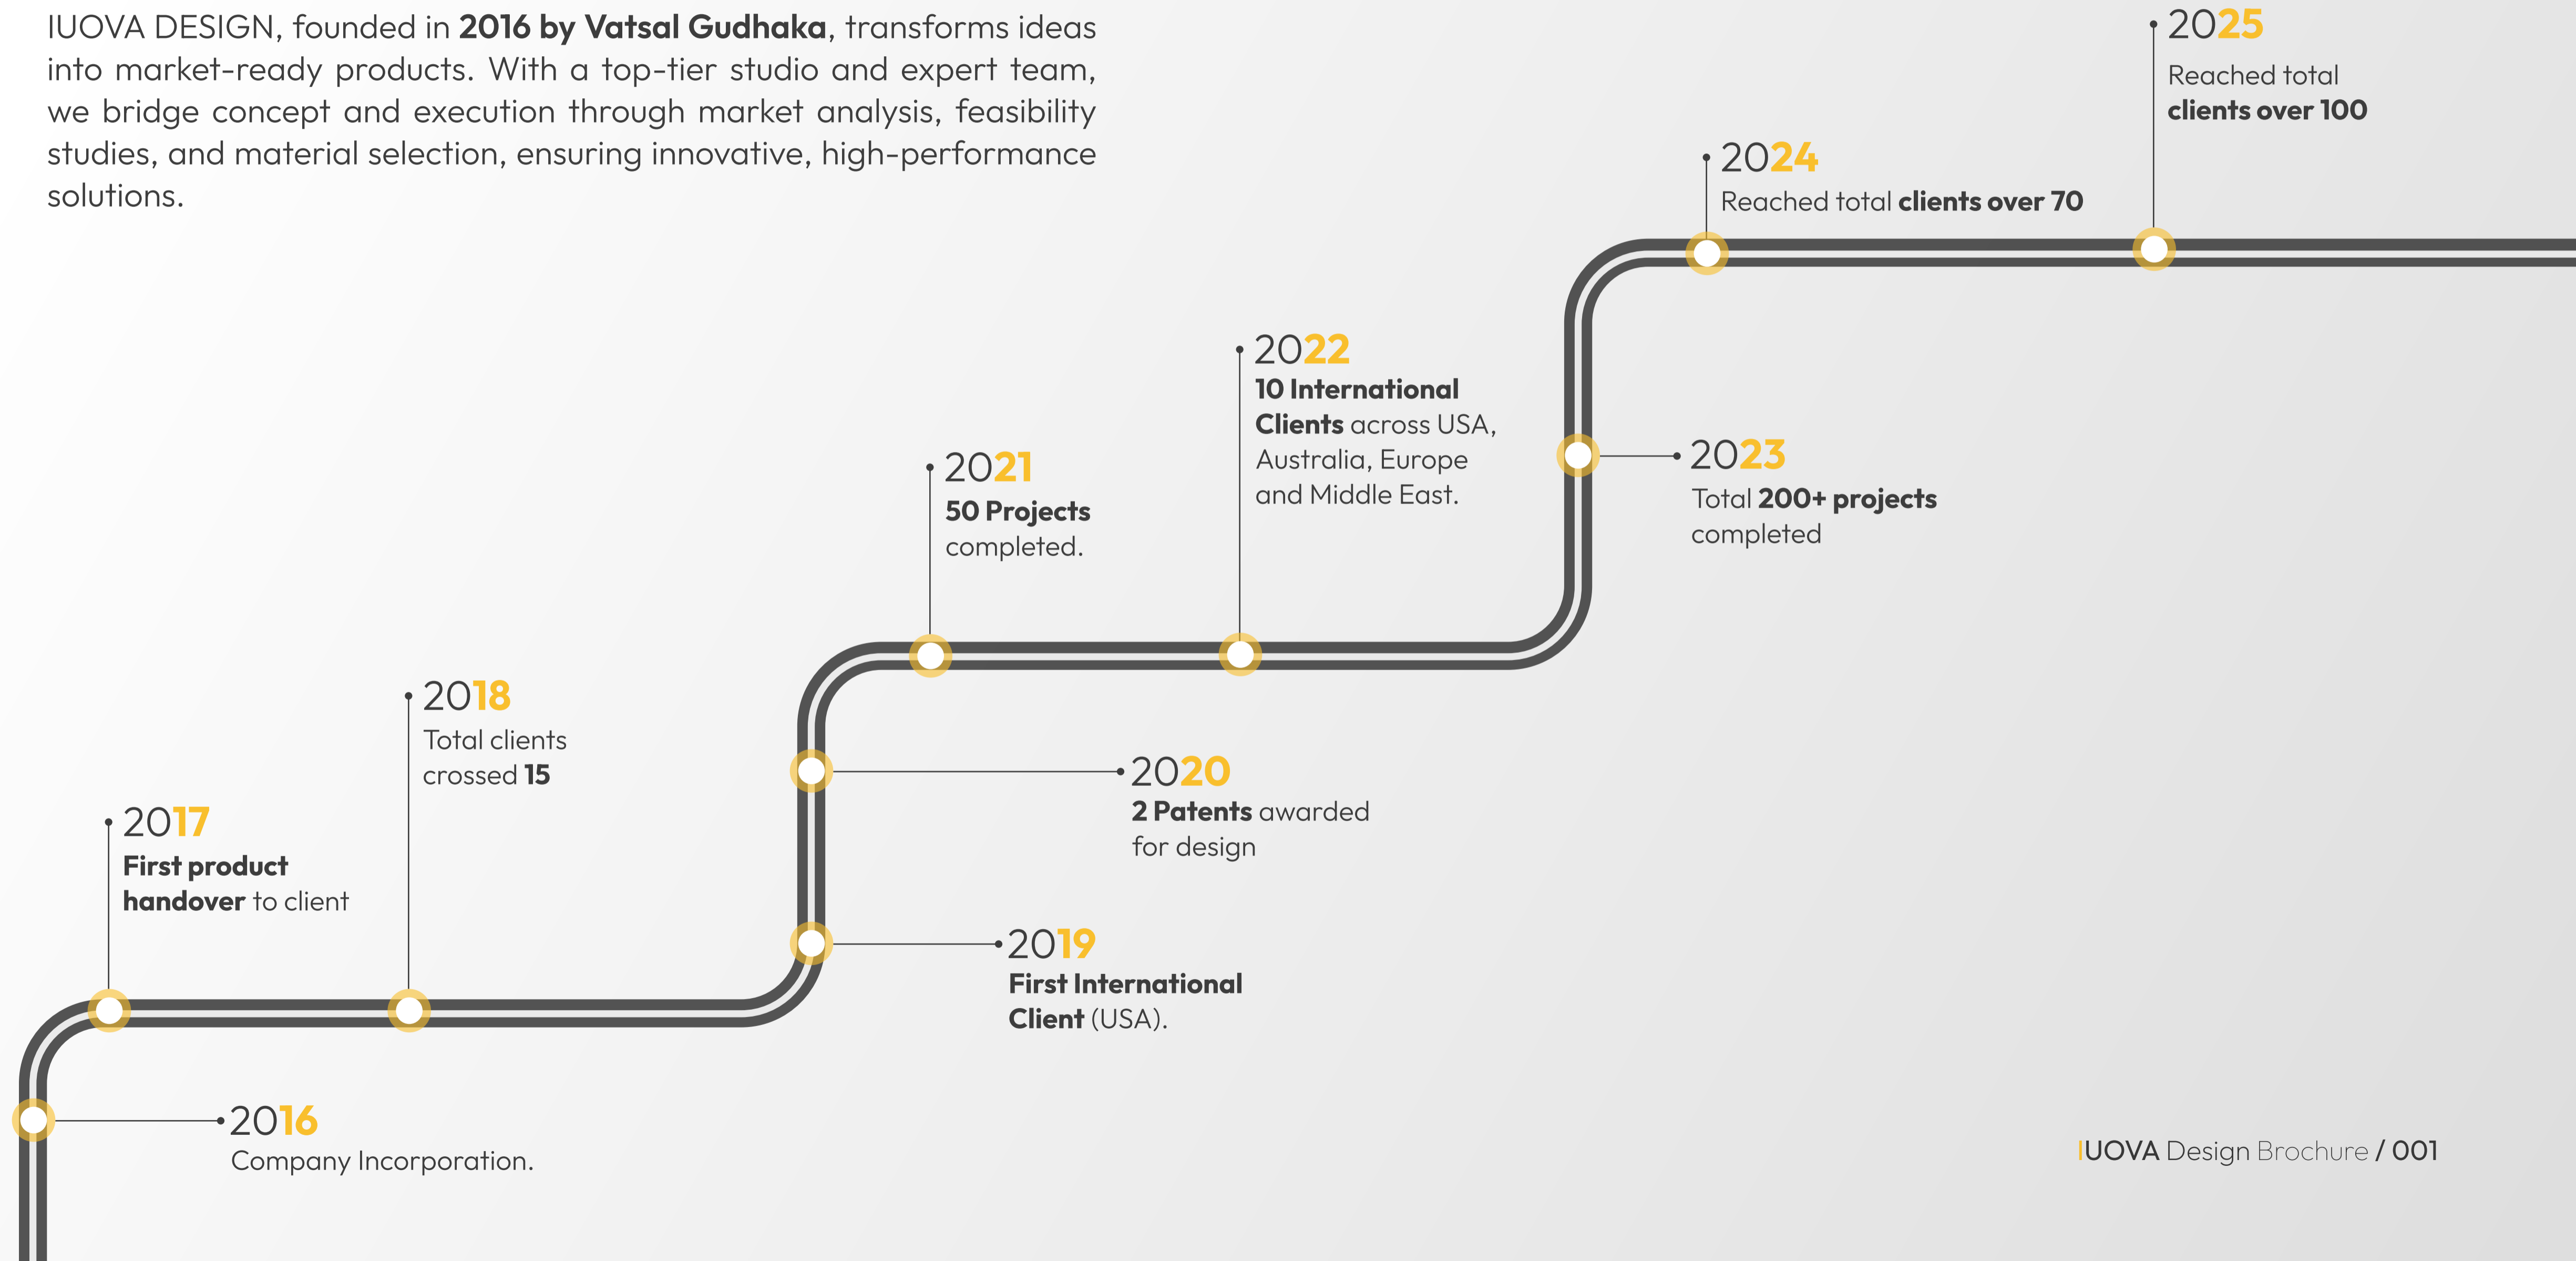 IUOVA DESIGN, founded in 2016 by Vatsal Gudhaka, transforms ideas
into market-ready products. With a top-tier studio and expert team,
we bridge concept and execution through market analysis, feasibility
studies, and material selection, ensuring innovative, high-performance
solutions.
2025
Reached total
clients over 100
2024
Reached total clients over 70
2022
10 International
Clients across USA,
Australia, Europe
and Middle East.
2023
Total 200+ projects
completed
2021
50 Projects
completed.
2018
Total clients
crossed 15
2020
2 Patents awarded
for design
2017
First product
handover to client
2019
First International
Client (USA).
2016
Company Incorporation.
IUOVA Design Brochure / 001